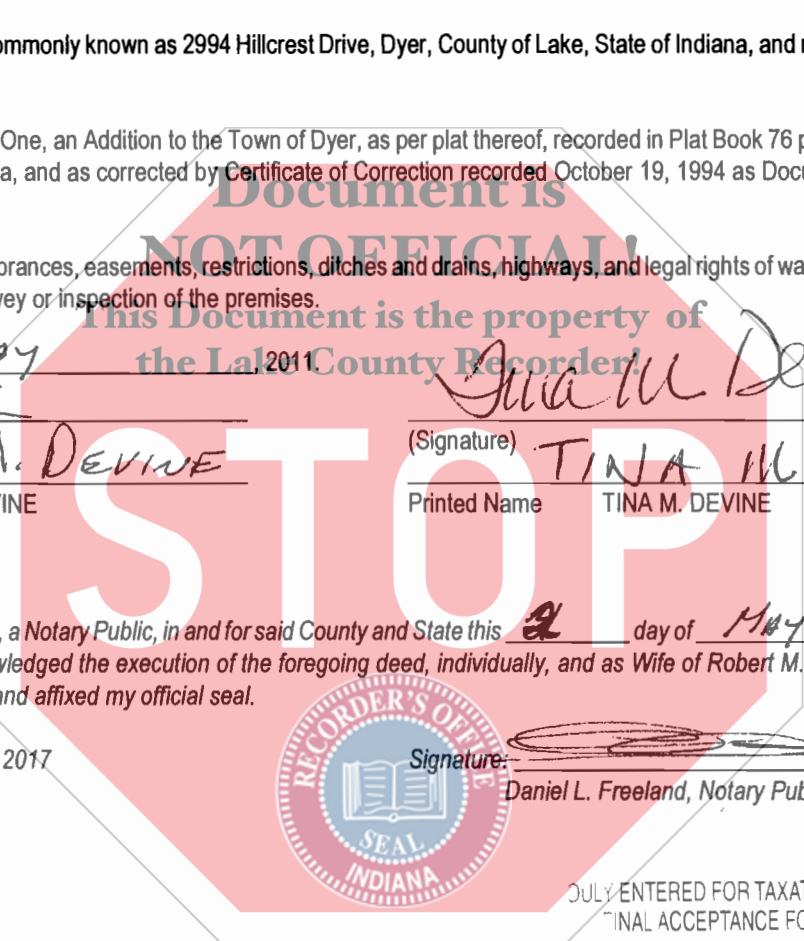 ommonly known as 2994 Hillcrest Drive, Dyer, County of Lake, State of Indiana, and
One, an Addition to the Town of Dyer, as per plat thereof, recorded in Plat Book 76 p
a, and as corrected by Certificate of Correction recorded October 19, 1994 as Docu
Document is
NOT OFFICIAL!
brances, easements, restrictions, ditches and drains, highways, and legal rights of wa
vey or inspection of the premises.
This Document is the property of
the Lake County Recorder!
, 2011.
Tina M De
(Signature)
. DEVINE
TINA M
INE
Printed Name TINA M. DEVINE
STOP
, a Notary Public, in and for said County and State this 2 day of MAY
wledged the execution of the foregoing deed, individually, and as Wife of Robert M.
and affixed my official seal.
RECORDER'S OFFICE
SEAL
INDIANA
2017
Signature:
Daniel L. Freeland, Notary Pub
DULY ENTERED FOR TAXAT
INAL ACCEPTANCE FO